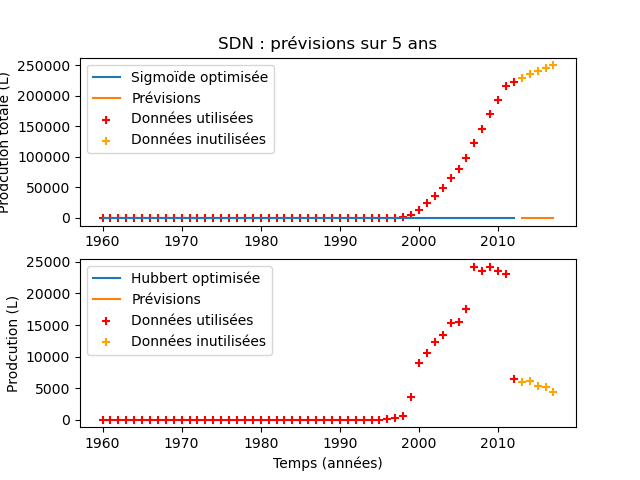 SDN : prévisions sur 5 ans
Prodcution totale (L)
250000
200000
150000
100000
50000
0
Sigmoïde optimisée
Prévisions
Données utilisées
Données inutilisées
1960 1970 1980 1990 2000 2010
Prodcution (L)
25000
20000
15000
10000
5000
0
Hubbert optimisée
Prévisions
Données utilisées
Données inutilisées
1960 1970 1980 1990 2000 2010
Temps (années)